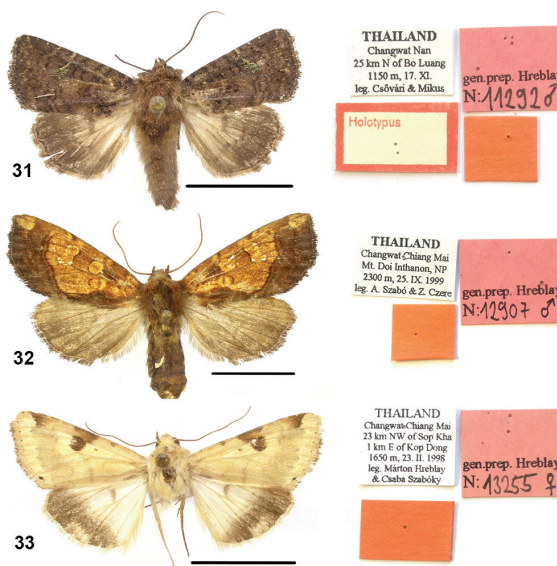 31
THAILAND
Changwat Nan
25 km N of Bo Luang
1150 m, 17. XI.
leg. Csővári & Mikus
gen.prep. Hreblay
N: 11292 ♂
Holotypus
32
THAILAND
Changwat Chiang Mai
Mt. Doi Inthanon, NP
2300 m, 25. IX. 1999
leg. A. Szabó & Z. Czere
gen.prep. Hreblay
N: 12907 ♂
33
THAILAND
Changwat Chiang Mai
23 km NW of Sop Kha
1 km E of Kop Dong
1650 m, 23. II. 1998
leg. Márton Hreblay
& Csaba Szabóky
gen.prep. Hreblay
N: 13255 ♀